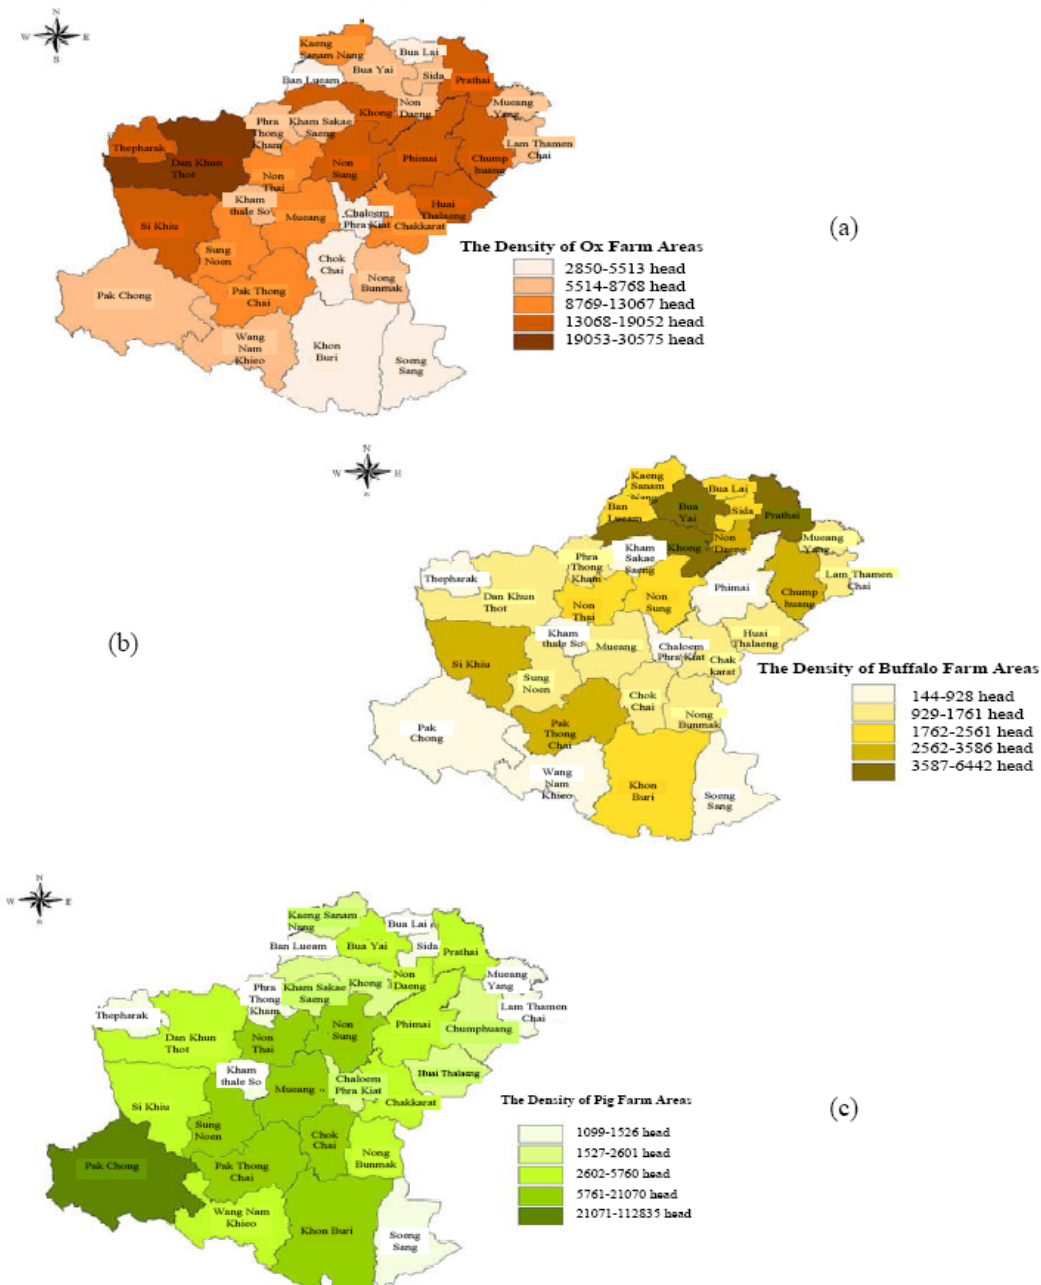 N
W E
S
Kaeng
Sanam Nang
Bua Lai
Bua Yai
Sida
Prathai
Ban Lueam
Mueang
Yang
Non
Daeng
Khong
Phra
Thong
Kham
Kham Sakae
Saeng
Lam Thamen
Chai
Thepharak
Dan Khun
Thot
Non
Thai
Non
Sung
Phimai
Chump
huang
Kham
thale So
Mueang
Chaloem
Phra Kiat
Huai
Thalaeng
Chakkarat
Si Khiu
Sung
Noen
Chok
Chai
Nong
Bunmak
Pak Chong
Pak Thong
Chai
Wang
Nam
Khieo
Khon
Buri
Soeng
Sang
(a)
The Density of Ox Farm Areas
2850-5513 head
5514-8768 head
8769-13067 head
13068-19052 head
19053-30575 head
N
W E
S
Kaeng
Sanam
Nang
Bua Lai
Ban
Lueam
Bua
Yai
Sida
Prathai
Mueang
Yang
Non
Daeng
Khong
Kham
Sakae
Saeng
Phra
Thong
Kham
Lam Thamen
Chai
Thepharak
Dan Khun
Thot
Non
Thai
Non
Sung
Phimai
Chump
huang
Kham
thale So
Mueang
Chaloem
Phra Kiat
Huai
Thalaeng
Chak
karat
Si Khiu
Sung
Noen
Chok
Chai
Nong
Bunmak
Pak
Chong
Pak
Thong
Chai
Wang
Nam
Khieo
Khon
Buri
Soeng
Sang
(b)
The Density of Buffalo Farm Areas
144-928 head
929-1761 head
1762-2561 head
2562-3586 head
3587-6442 head
N
W E
S
Kaeng Sanam
Nang
Bua Lai
Ban Lueam
Bua Yai
Sida
Prathai
Mueang
Yang
Non
Daeng
Khong
Kham Sakae
Saeng
Phra
Thong
Kham
Lam Thamen
Chai
Thepharak
Dan Khun
Thot
Non
Thai
Non
Sung
Phimai
Chumphuang
Kham
thale So
Mueang
Chaloem
Phra Kiat
Huai Thalaeng
Chakkarat
Si Khiu
Sung
Noen
Chok
Chai
Nong
Bunmak
Pak Chong
Pak Thong
Chai
Wang Nam
Khieo
Khon Buri
Soeng
Sang
(c)
The Density of Pig Farm Areas
1099-1526 head
1527-2601 head
2602-5760 head
5761-21070 head
21071-112835 head